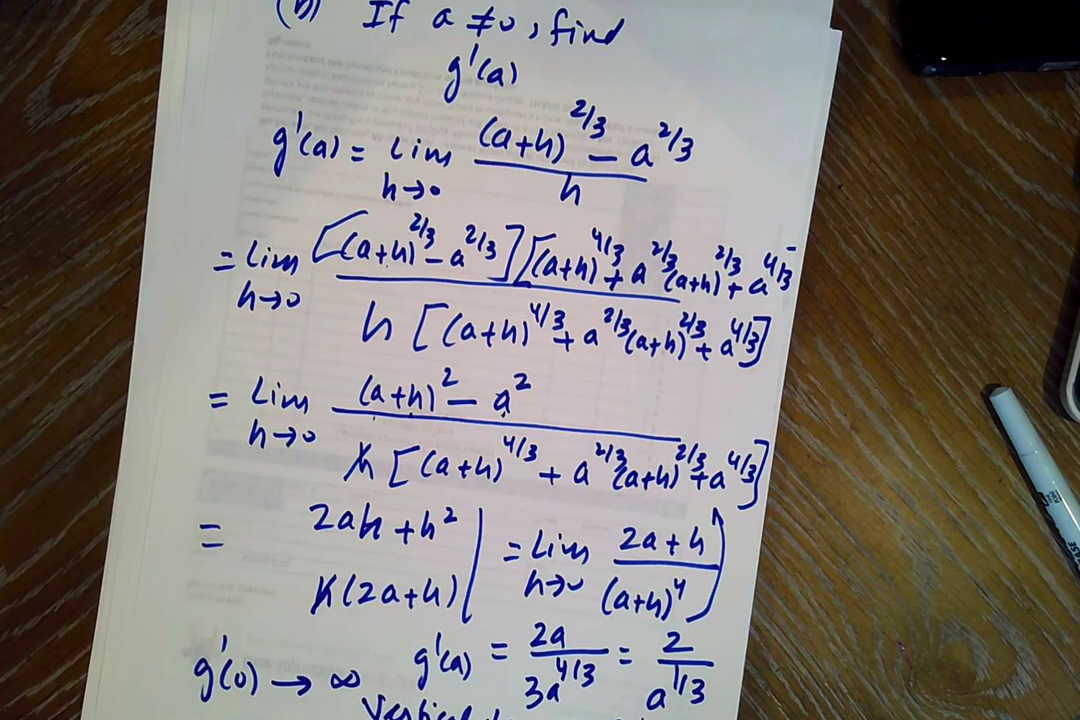 (b) If a ≠ 0, find
g'(a)
g'(a) = lim h→0 ((a+h)^2/3 − a^2/3) / h
= lim h→0 [(a+h)^2/3 − a^2/3] [(a+h)^4/3 + a^2/3 (a+h)^2/3 + a^4/3 / h [(a+h)^4/3 + a^2/3 (a+h)^2/3 + a^4/3]
= lim h→0 ((a+h)^2 − a^2) / h [(a+h)^4/3 + a^2/3 (a+h)^2/3 + a^4/3]
= 2ah + h^2 | = lim h→0 (2a+h) / (a+h)^4
h(2a+h)
g'(0) → ∞ g'(a) = 2a / 3a^4/3 = 2 / a^1/3